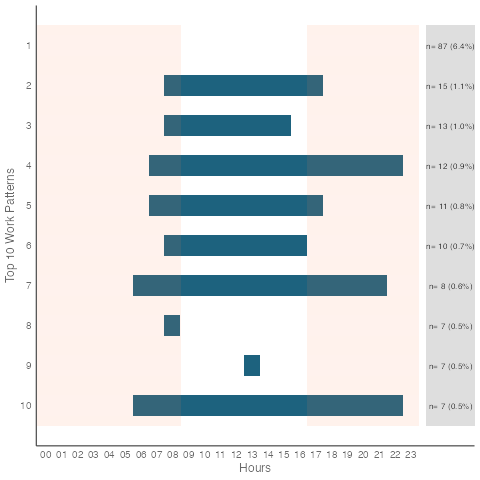 Top 10 Work Patterns
1 n= 87 (6.4%)
2 n= 15 (1.1%)
3 n= 13 (1.0%)
4 n= 12 (0.9%)
5 n= 11 (0.8%)
6 n= 10 (0.7%)
7 n= 8 (0.6%)
8 n= 7 (0.5%)
9 n= 7 (0.5%)
10 n= 7 (0.5%)
00 01 02 03 04 05 06 07 08 09 10 11 12 13 14 15 16 17 18 19 20 21 22 23
Hours